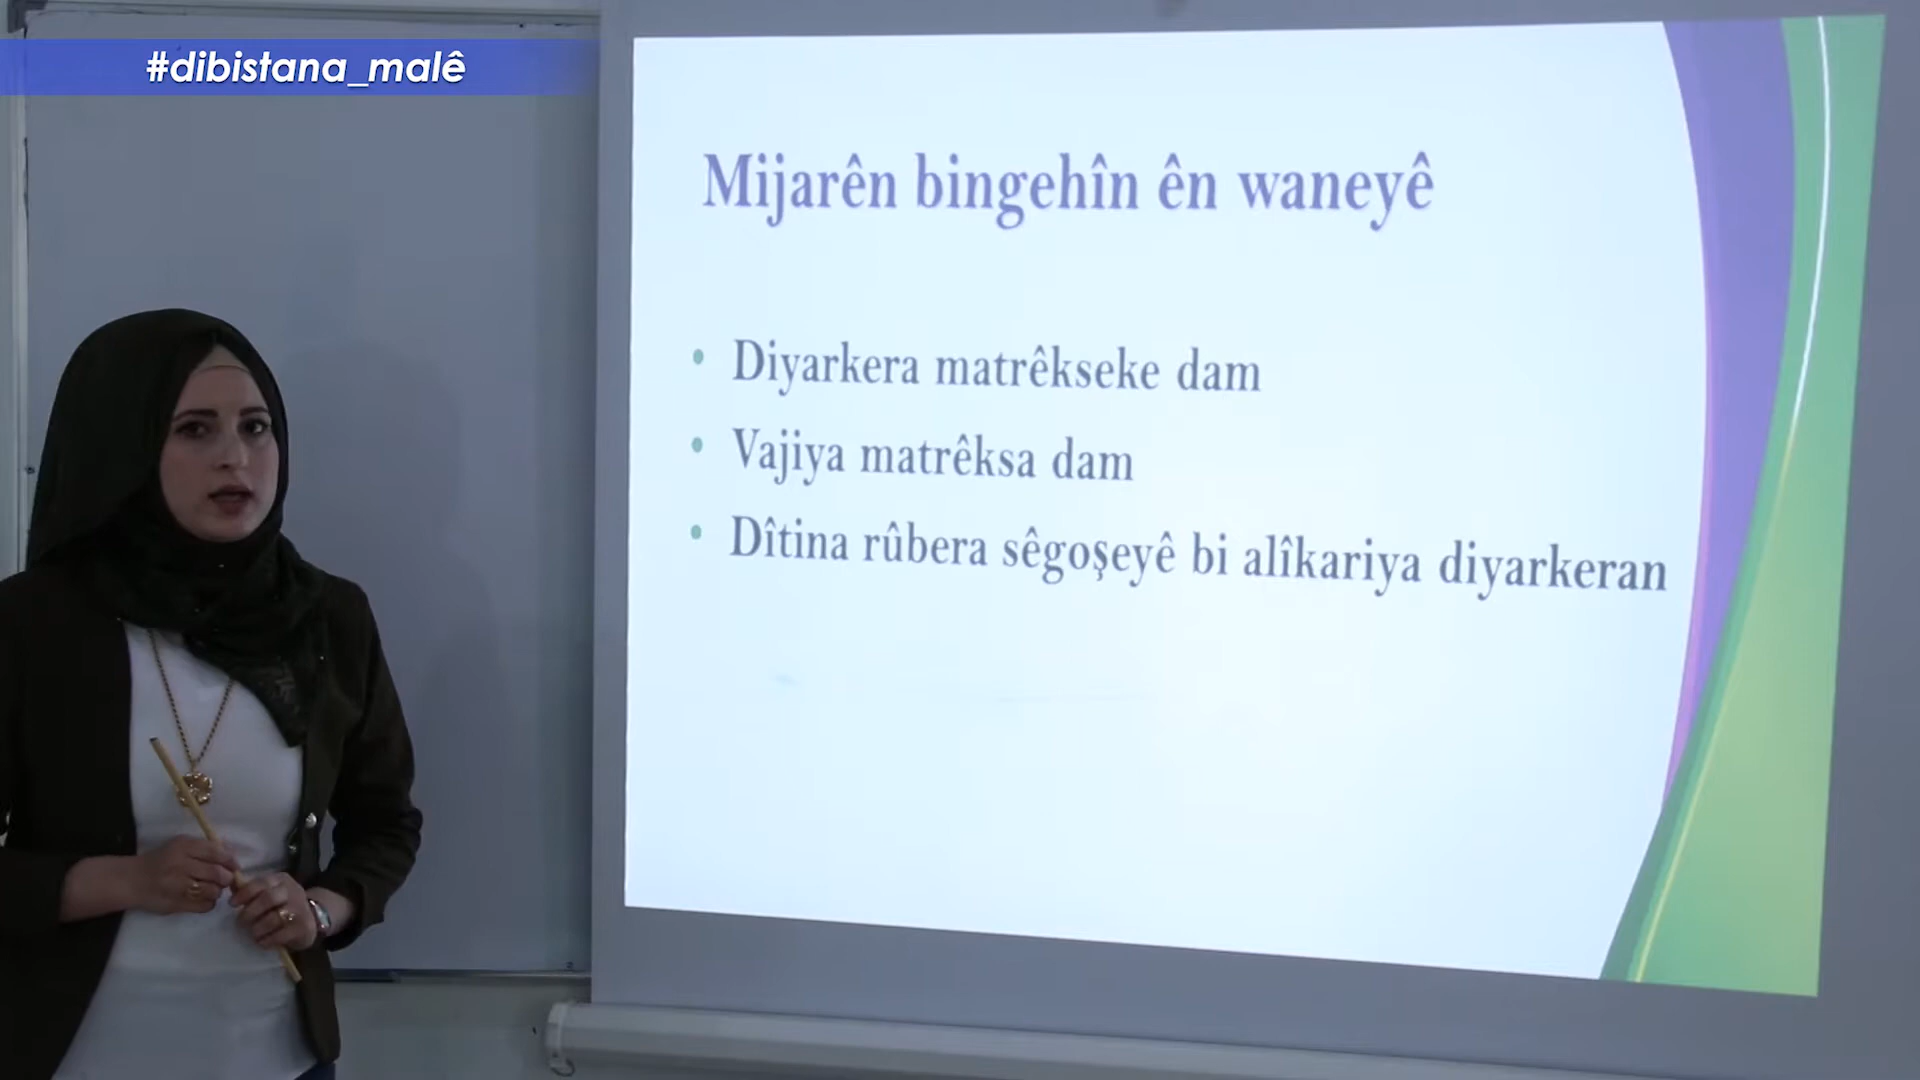 #dibistana_malê
Mijarên bingehîn ên waneyê
• Diyarkera matrêkseke dam
• Vajiya matrêksa dam
• Dîtina rûbera sêgoşeyê bi alîkariya diyarkeran